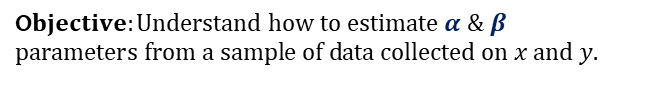 Objective: Understand how to estimate α & β
parameters from a sample of data collected on x and y.